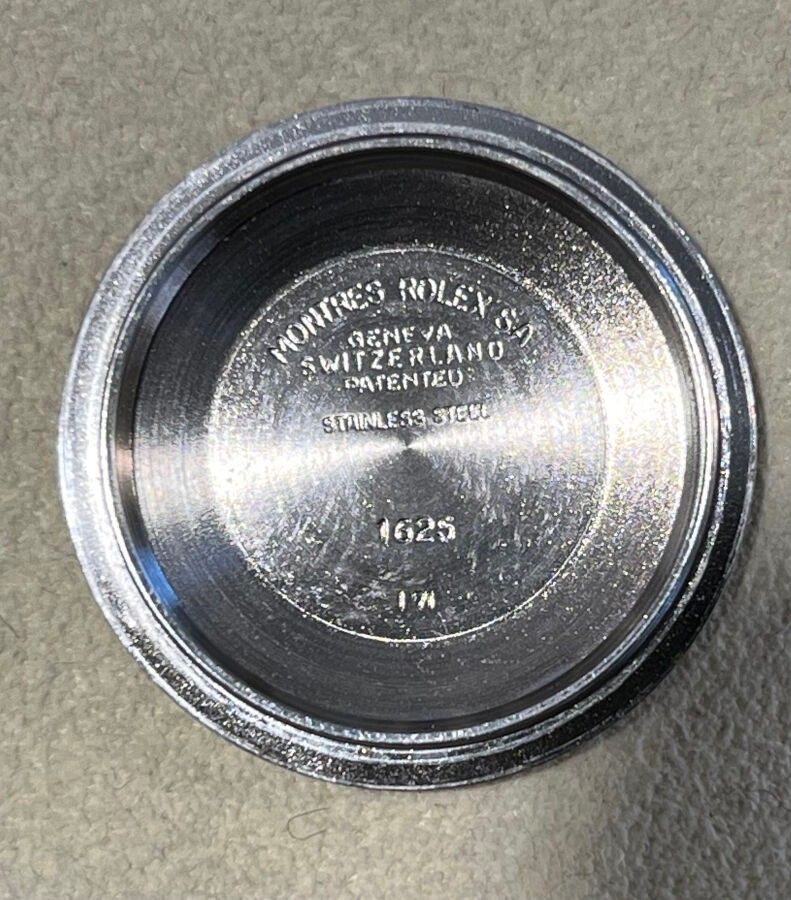 MONTRES ROLEX S.A
GENEVA
SWITZERLAND
PATENTED
STAINLESS STEEL
1625